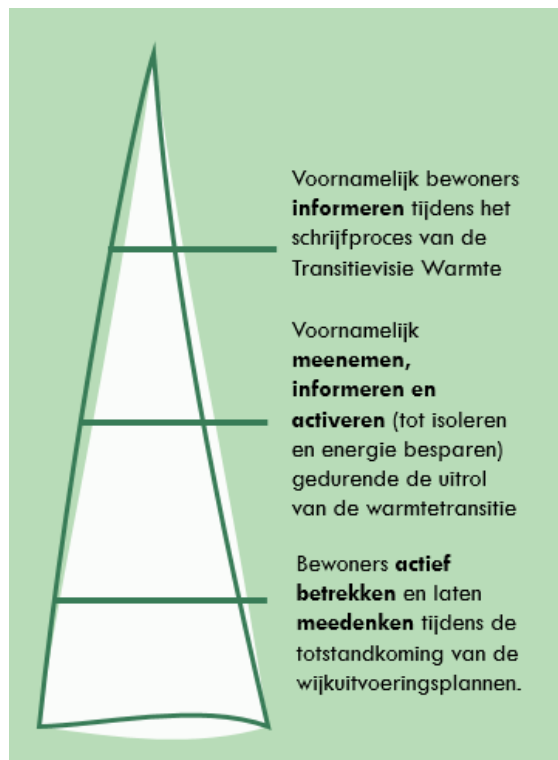 Voornamelijk bewoners
informeren tijdens het
schrijfproces van de
Transitievisie Warmte
Voornamelijk
meenemen,
informeren en
activeren (tot isoleren
en energie besparen)
gedurende de uitrol
van de warmtetransitie
Bewoners actief
betrekken en laten
meedenken tijdens de
totstandkoming van de
wijkuitvoeringsplannen.